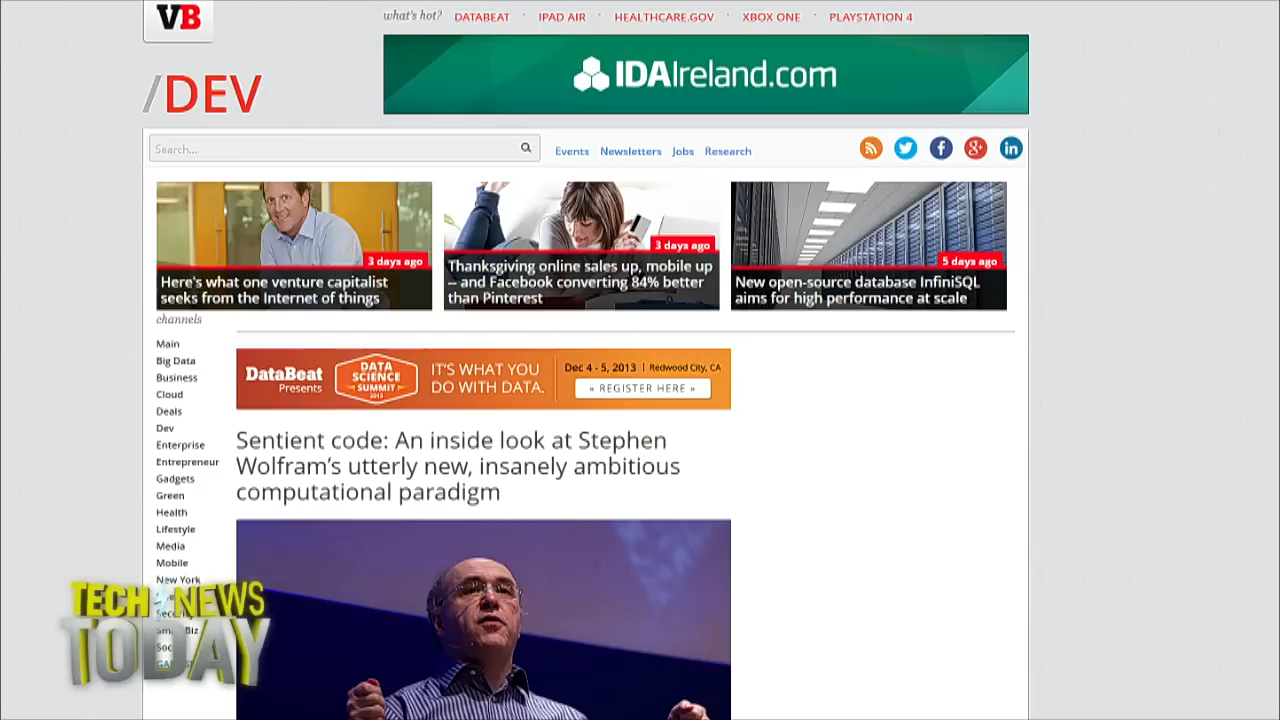 VB
what's hot?
DATABEAT
IPAD AIR
HEALTHCARE.GOV
XBOX ONE
PLAYSTATION 4
IDAIreland.com
/DEV
Search...
Events
Newsletters
Jobs
Research
3 days ago
Here's what one venture capitalist
seeks from the Internet of things
3 days ago
Thanksgiving online sales up, mobile up
– and Facebook converting 84% better
than Pinterest
5 days ago
New open-source database InfiniSQL
aims for high performance at scale
channels
Main
Big Data
Business
Cloud
Deals
Dev
Enterprise
Entrepreneur
Gadgets
Green
Health
Lifestyle
Media
Mobile
New York
DataBeat
Presents
DATA
SCIENCE
SUMMIT
2013
IT'S WHAT YOU
DO WITH DATA.
Dec 4 - 5, 2013 | Redwood City, CA
« REGISTER HERE »
Sentient code: An inside look at Stephen
Wolfram's utterly new, insanely ambitious
computational paradigm
TECH NEWS
TODAY